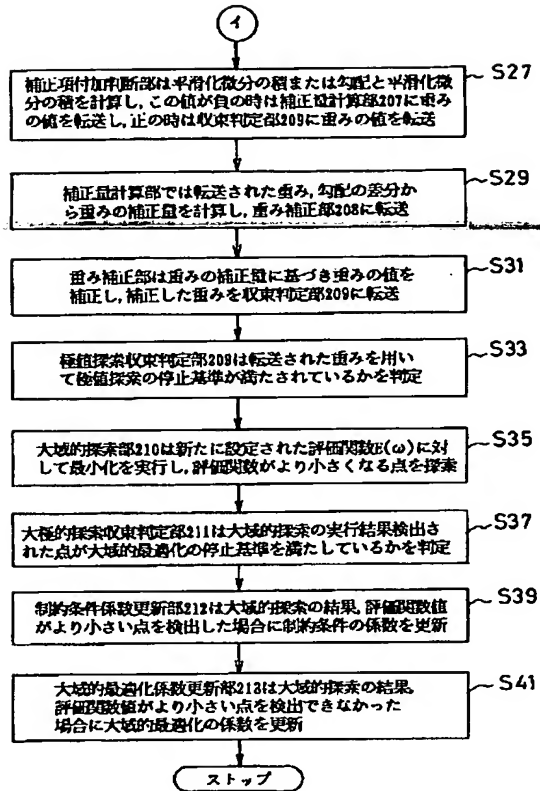 イ
S27
補正項付加判断部は平滑化微分の積または勾配と平滑化微
分の積を計算し,この値が負の時は補正量計算部207に重み
の値を転送し,正の時は収束判定部209に重みの値を転送
S29
補正量計算部では転送された重み,勾配の差分か
ら重みの補正量を計算し,重み補正部208に転送
S31
重み補正部は重みの補正量に基づき重みの値を
補正し,補正した重みを収束判定部209に転送
S33
極値探索収束判定部209は転送された重みを用い
て極値探索の停止基準が満たされているかを判定
S35
大域的探索部210は新たに設定された評価関数E(ω)に対
して最小化を実行し,評価関数がより小さくなる点を探索
S37
大極的探索収束判定部211は大域的探索の実行結果検出さ
れた点が大域的最適化の停止基準を満たしているかを判定
S39
制約条件係数更新部212は大域的探索の結果,評価関数値
がより小さい点を検出した場合に制約条件の係数を更新
S41
大域的最適化係数更新部213は大域的探索の結果,
評価関数値がより小さい点を検出できなかった
場合に大域的最適化の係数を更新
ストップ